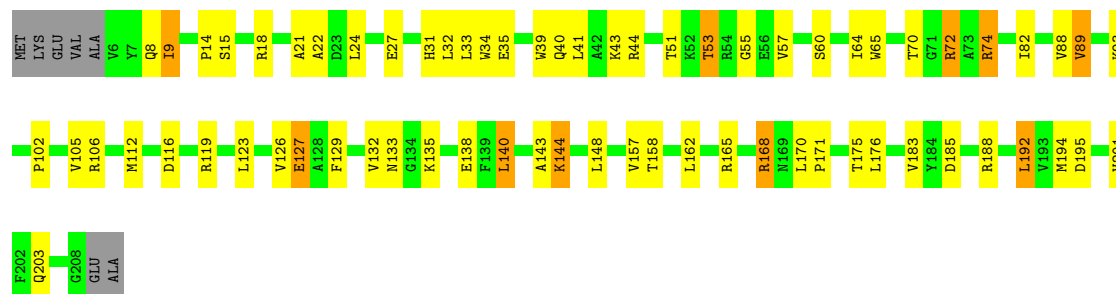 MET LYS GLU VAL ALA V6 Y7 Q8 I9 P14 S15 R18 A21 A22 D23 L24 E27 H31 L32 L33 W34 E35 W39 Q40 L41 A42 K43 R44 T51 K52 T53 R54 G55 E56 V57 S60 I64 W65 T70 G71 R72 A73 R74 I82 V88 V89
P102 V105 R106 M112 D116 R119 L123 V126 E127 A128 F129 V132 N133 G134 K135 E138 F139 L140 A143 K144 L148 V157 T158 L162 R165 R168 N169 L170 P171 T175 L176 V183 Y184 D185 R188 L192 V193 M194 D195
F202 Q203 G208 GLU ALA